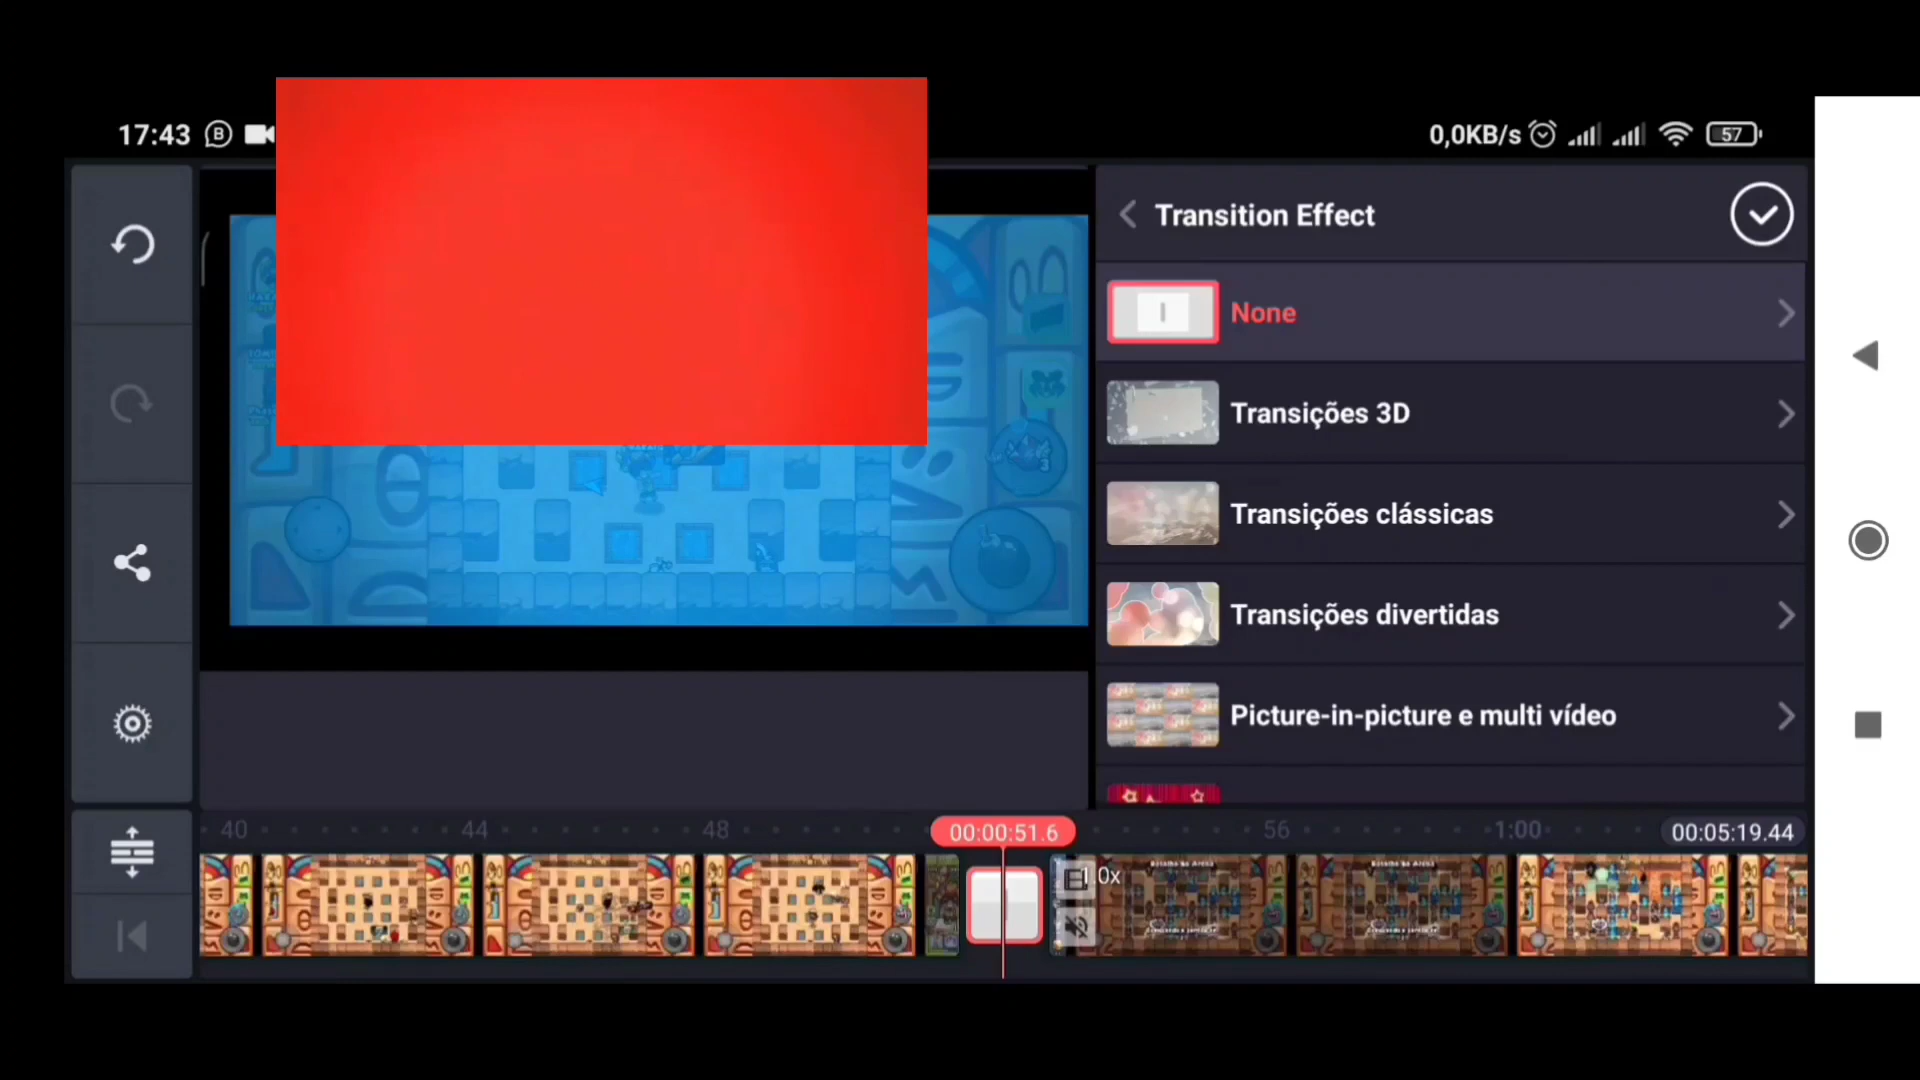 17:43
0,0KB/s
57
Transition Effect
None
Transições 3D
Transições clássicas
Transições divertidas
Picture-in-picture e multi vídeo
40
44
48
00:00:51.6
56
1:00
00:05:19.44
1.0x